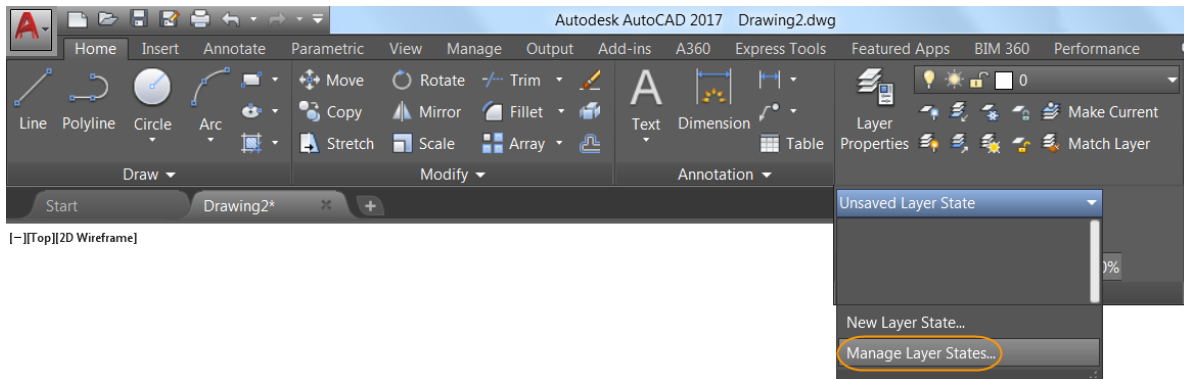 Autodesk AutoCAD 2017 Drawing2.dwg
Home Insert Annotate Parametric View Manage Output Add-ins A360 Express Tools Featured Apps BIM 360 Performance
Move Rotate Trim 0
Line Polyline Circle Arc Copy Mirror Fillet Text Dimension Layer Properties Make Current
Stretch Scale Array Table Match Layer
Draw Modify Annotation
Start Drawing2* Unsaved Layer State
[−][Top][2D Wireframe]
0%
New Layer State...
Manage Layer States...